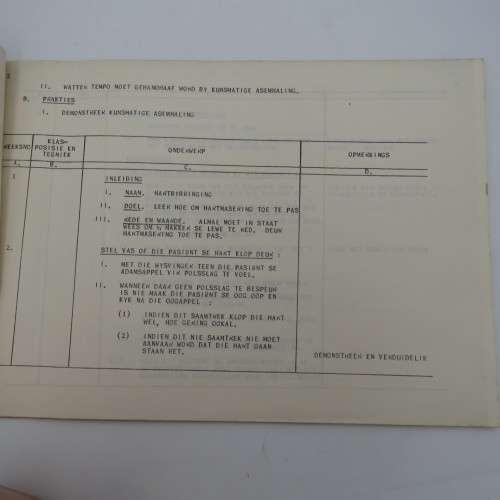 II. WATTER TEMPO MOET GEHANDHAAF WORD BY KUNSMATIGE ASEMHALING.
B. PRAKTIES
I. DEMONSTREER KUNSMATIGE ASEMHALING
WEEKSNO
KLAS-
POSISIE EN
TEGNIEK
ONDERWERP
OPMERKINGS
A. B. C. D.
1
INLEIDING
I. NAAM. HARTBIBRINGING
II. DOEL. LEER HOE OM HARTMASERING TOE TE PAS
III. REDE EN WAARDE. ALMAL MOET IN STAAT
WEES OM 'N MAKKER SE LEWE TE RED, DEUR
HARTMASERING TOE TE PAS.
2.
STEL VAS OF DIE PASIENT SE HART KLOP DEUR :
I. MET DIE WYSVINGER TEEN DIE PASIENT SE
ADAMSAPPEL VIR POLSSLAG TE VOEL.
II. WANNEER DAAR GEEN POLSSLAG TE BESPEUR
IS NIE MAAK DIE PASIENT SE OOG OOP EN
KYK NA DIE OOGAPPEL :
(1) INDIEN DIT SAAMTREK KLOP DIE HART
WEL, HOE GERING OOKAL.
(2) INDIEN DIT NIE SAAMTREK NIE MOET
AANVAAR WORD DAT DIE HART GAAN
STAAN HET.
DEMONSTREER EN VERDUIDELIK